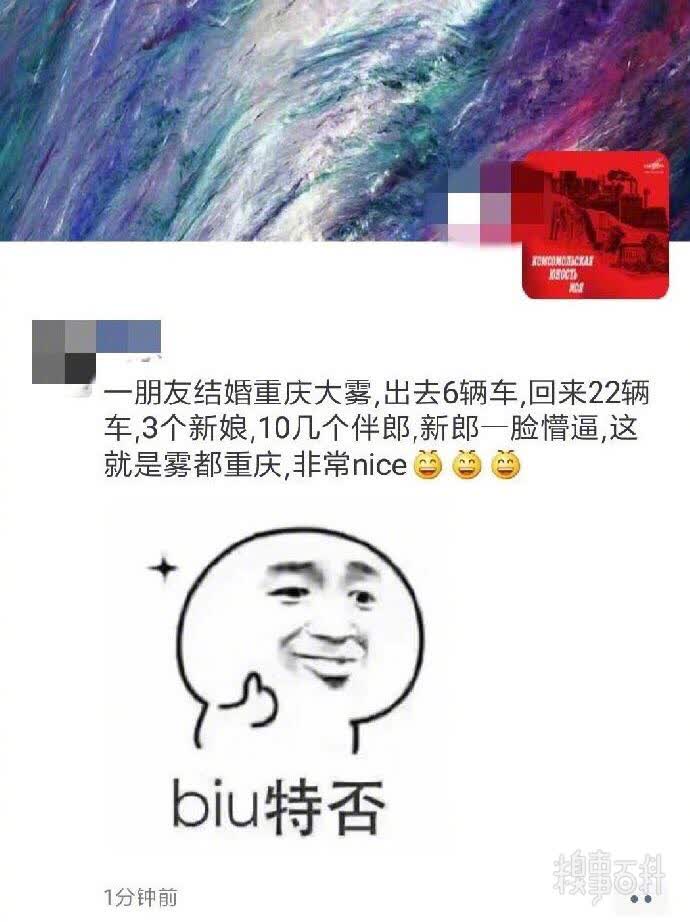 КОМСОМОЛЬСКАЯ
ЮНОСТЬ
МОЯ
一朋友结婚重庆大雾,出去6辆车,回来22辆
车,3个新娘,10几个伴郎,新郎一脸懵逼,这
就是雾都重庆,非常nice
biu特否
1分钟前
糗事百科